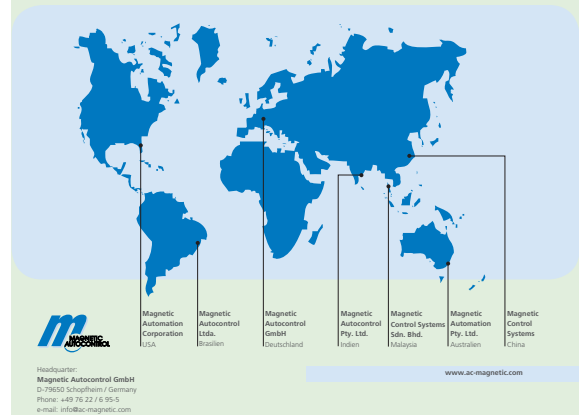 Magnetic
Automation
Corporation
USA
Magnetic
Autocontrol
Ltda.
Brasilien
Magnetic
Autocontrol
GmbH
Deutschland
Magnetic
Autocontrol
Pty. Ltd.
Indien
Magnetic
Control Systems
Sdn. Bhd.
Malaysia
Magnetic
Automation
Pty. Ltd.
Australien
Magnetic
Control
Systems
China
m
MAGNETIC
AUTOCONTROL
Headquarter:
Magnetic Autocontrol GmbH
D-79650 Schopfheim / Germany
Phone: +49 76 22 / 6 95-5
e-mail: info@ac-magnetic.com
www.ac-magnetic.com